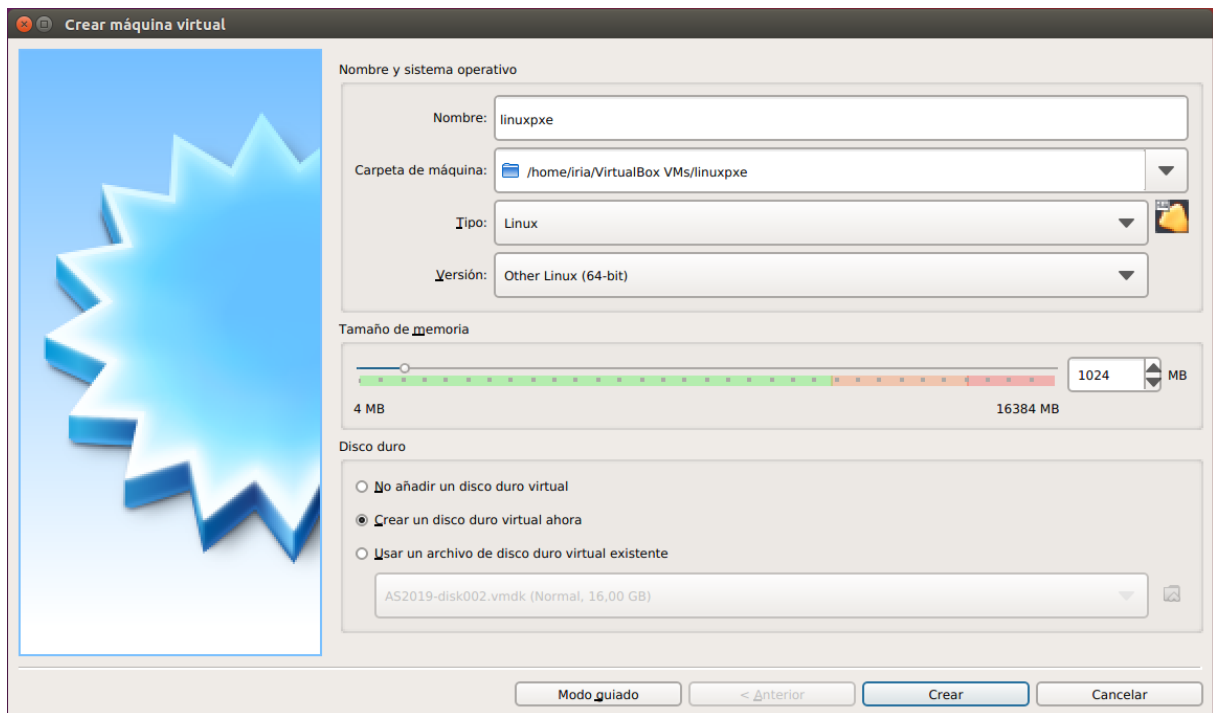 Crear máquina virtual
Nombre y sistema operativo
Nombre: linuxpxe
Carpeta de máquina: /home/iria/VirtualBox VMs/linuxpxe
Tipo: Linux
Versión: Other Linux (64-bit)
Tamaño de memoria
1024 MB
4 MB 16384 MB
Disco duro
No añadir un disco duro virtual
Crear un disco duro virtual ahora
Usar un archivo de disco duro virtual existente
AS2019-disk002.vmdk (Normal, 16,00 GB)
Modo guiado < Anterior Crear Cancelar